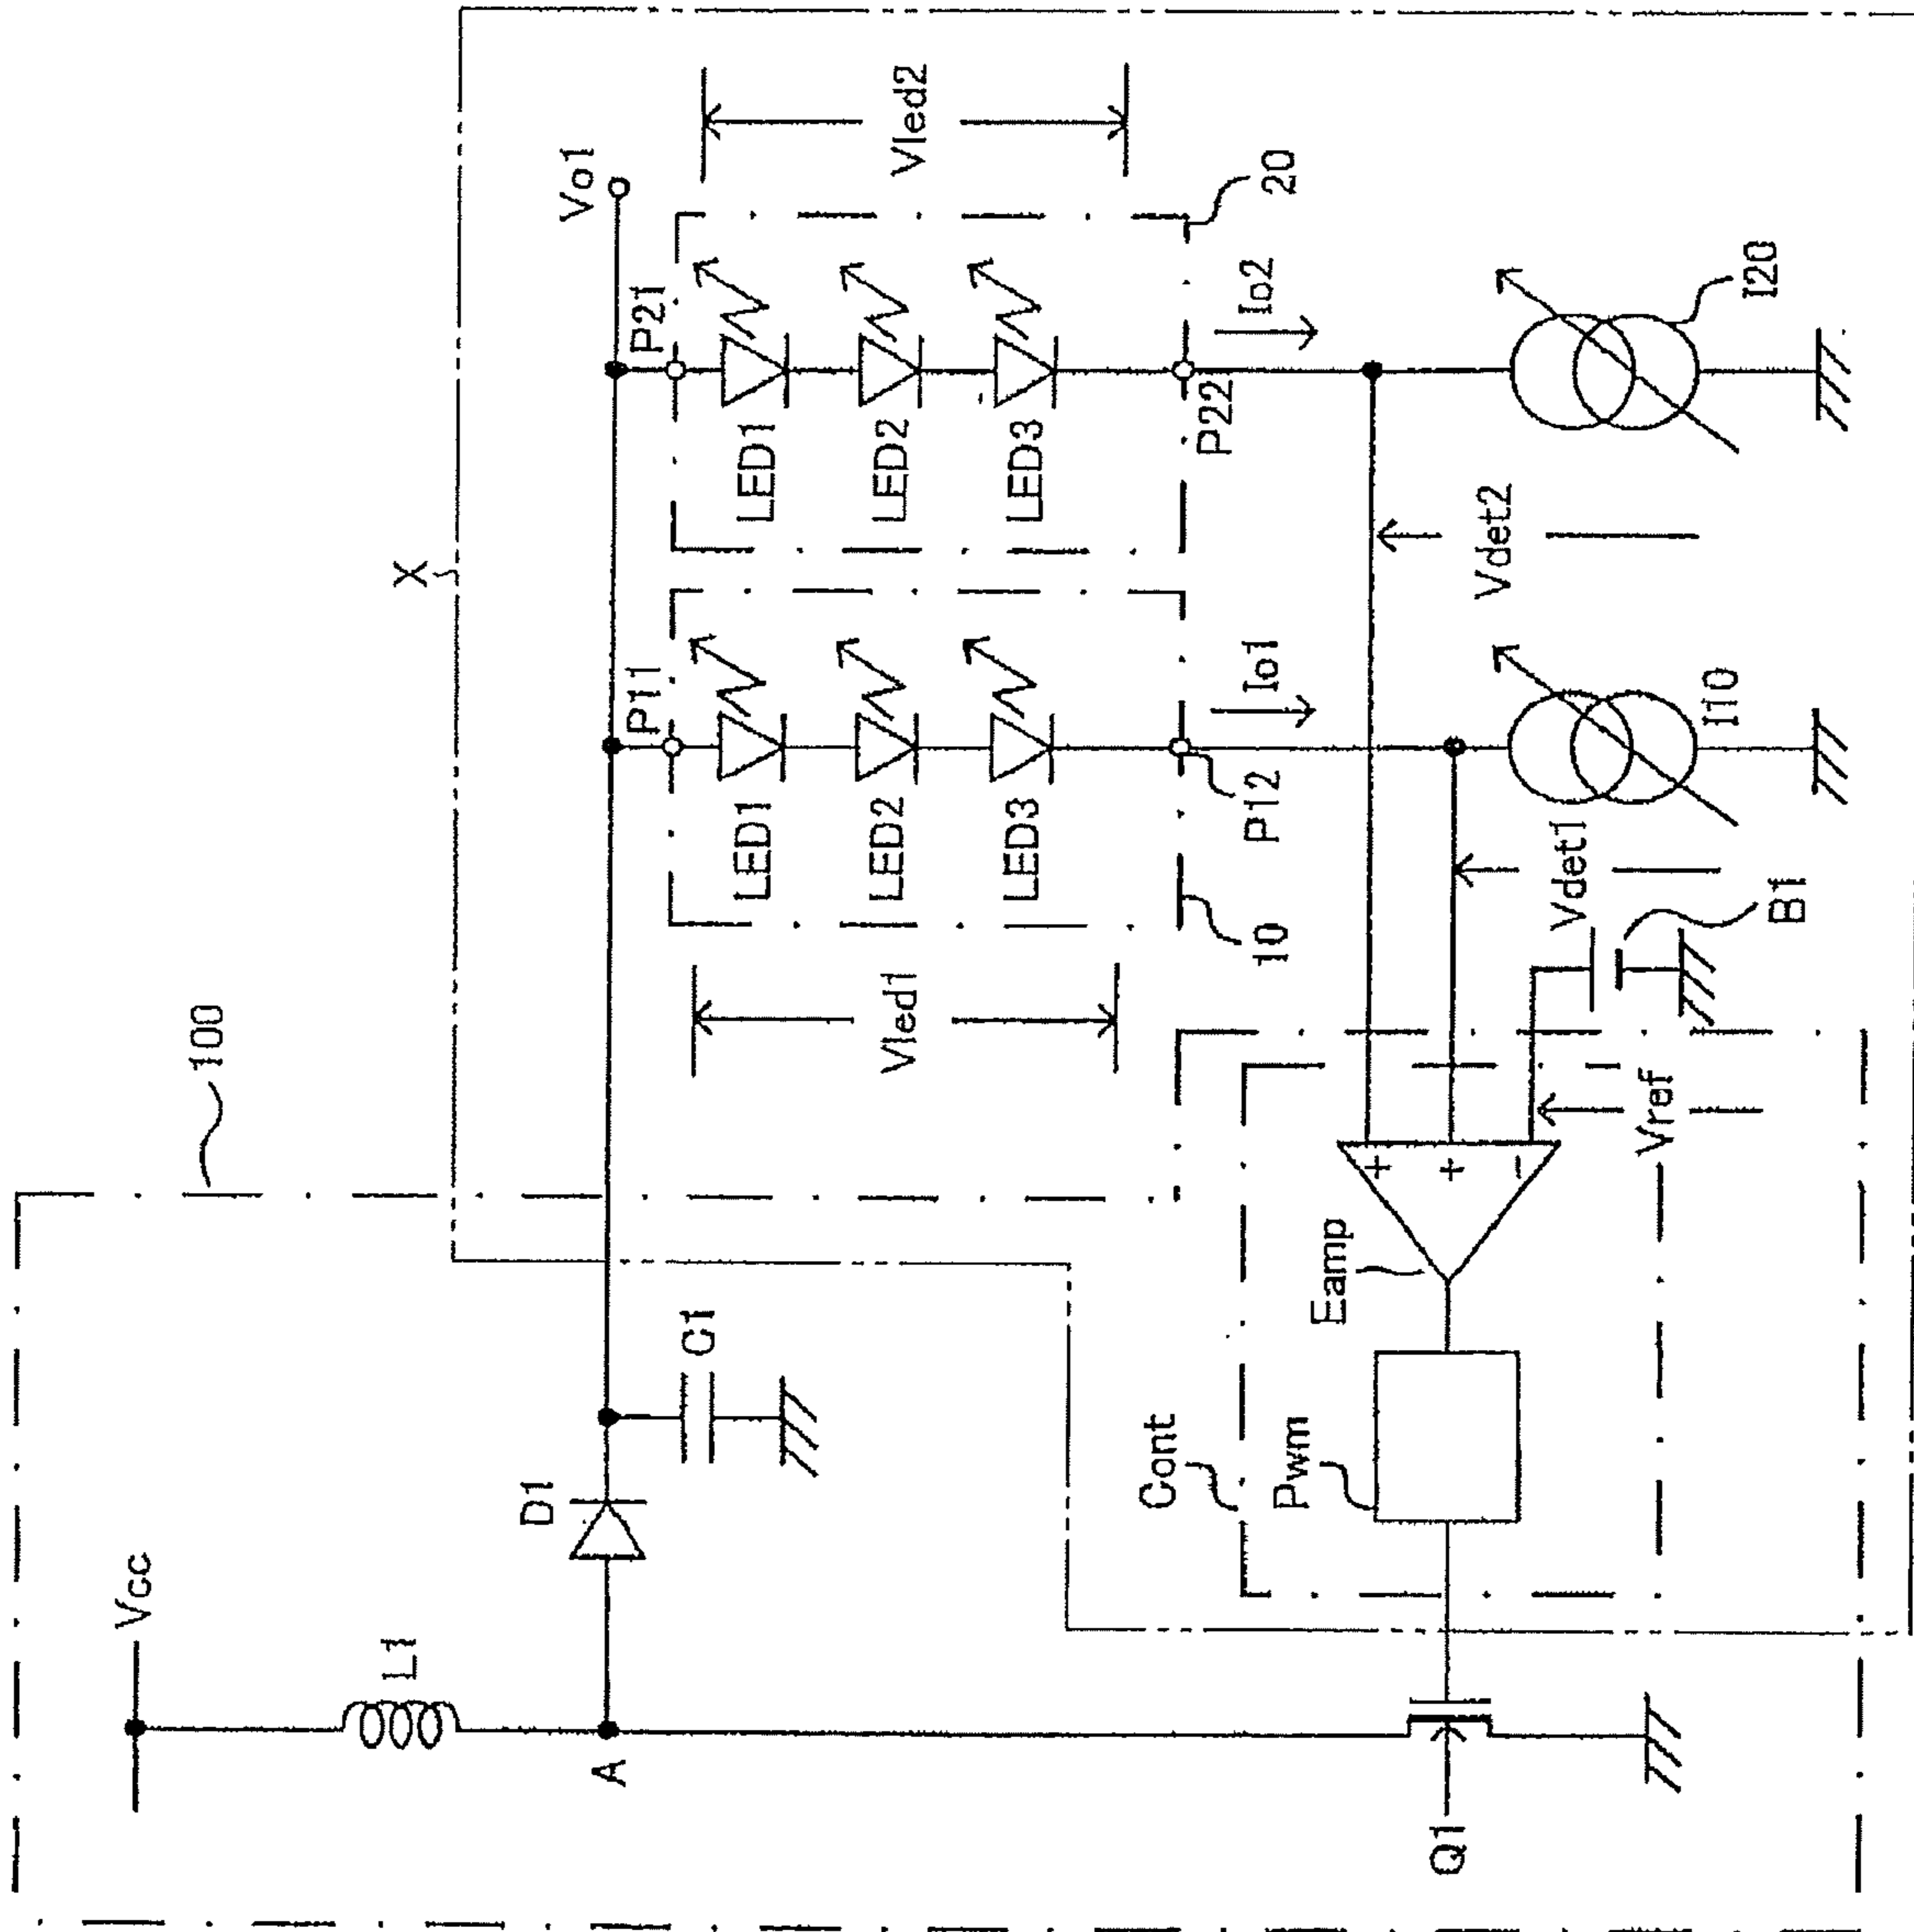 100
X
Vcc
L1
A
D1
C1
Vo1
P11
P21
LED1
LED2
LED3
LED1
LED2
LED3
Vled1
Vled2
10
20
P12
P22
Io1
Io2
Vdet1
Vdet2
I10
I20
B1
Vref
+
+
−
Eamp
Pwm
Cont
Q1